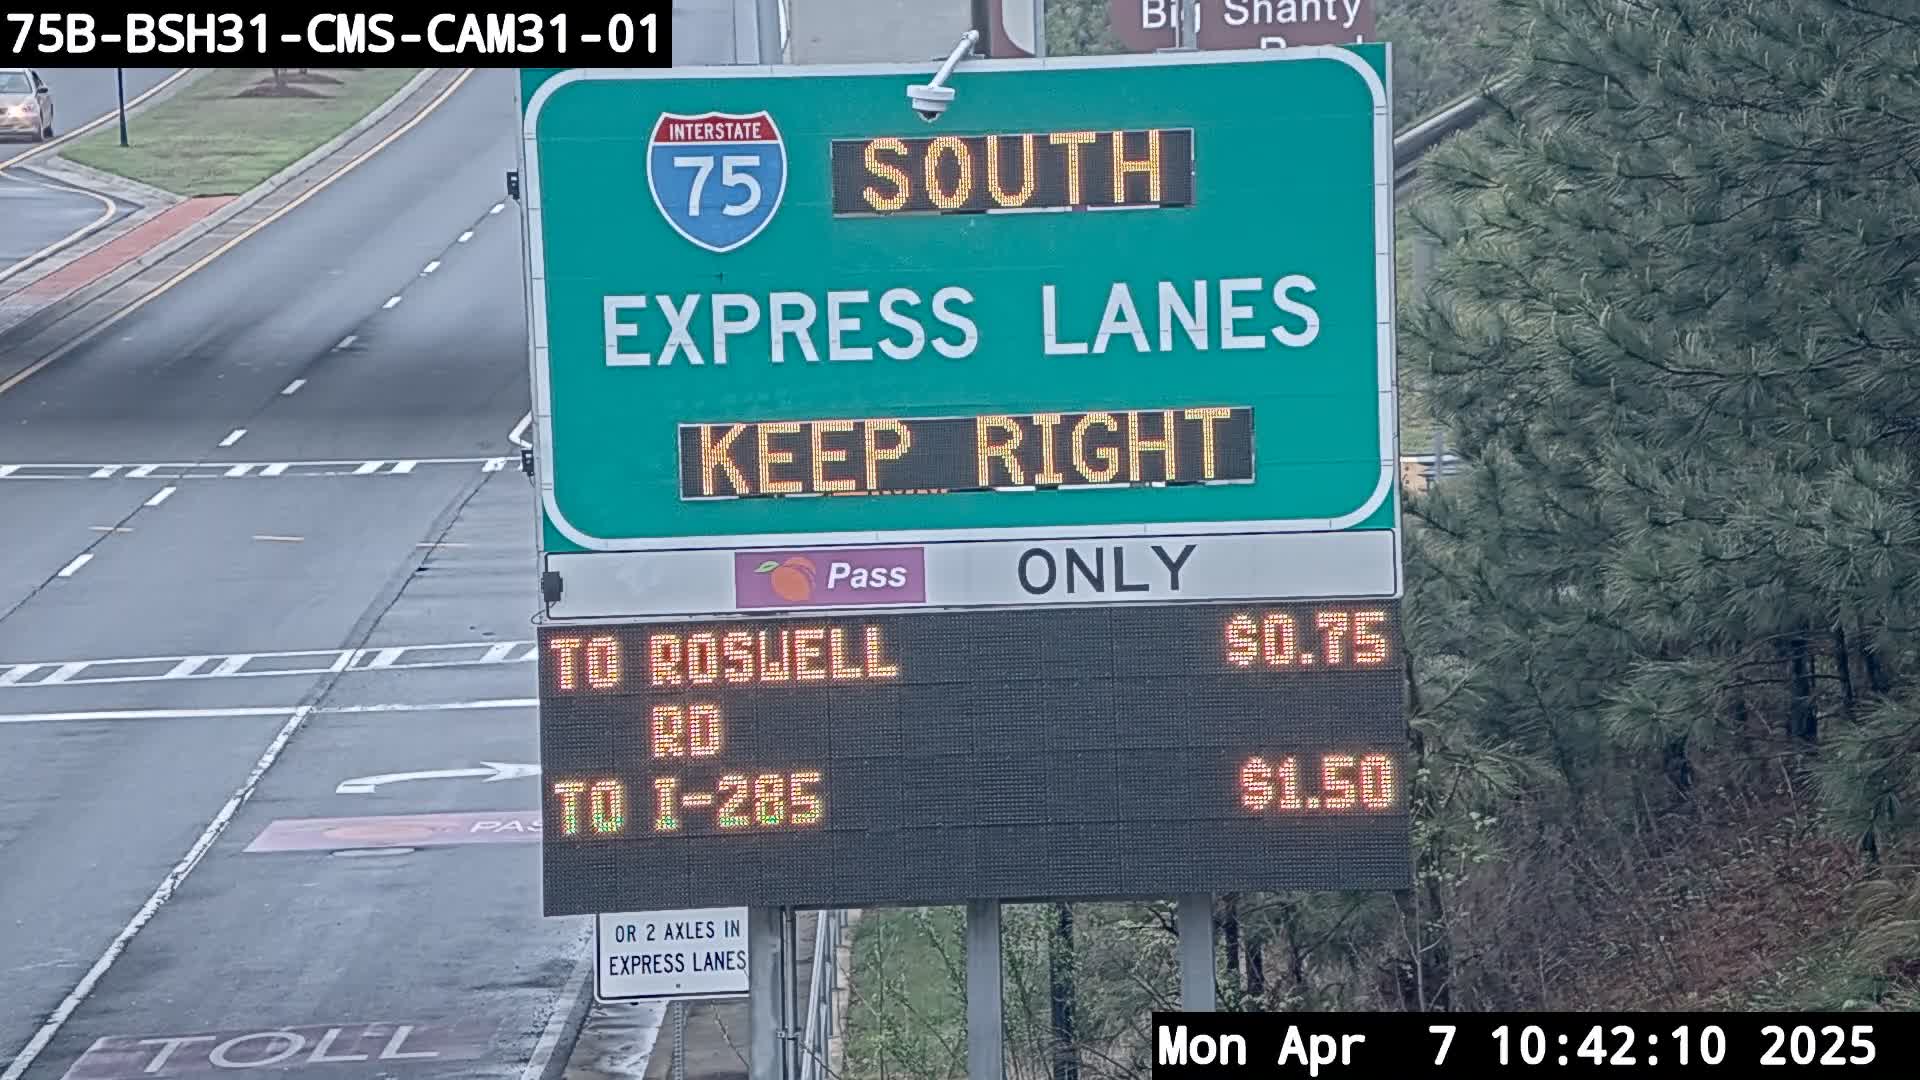 75B-BSH31-CMS-CAM31-01
Big Shanty
INTERSTATE
75
SOUTH
EXPRESS LANES
KEEP RIGHT
Pass
ONLY
TO ROSWELL $0.75
RD
TO I-285 $1.50
OR 2 AXLES IN
EXPRESS LANES
TOLL
Mon Apr 7 10:42:10 2025